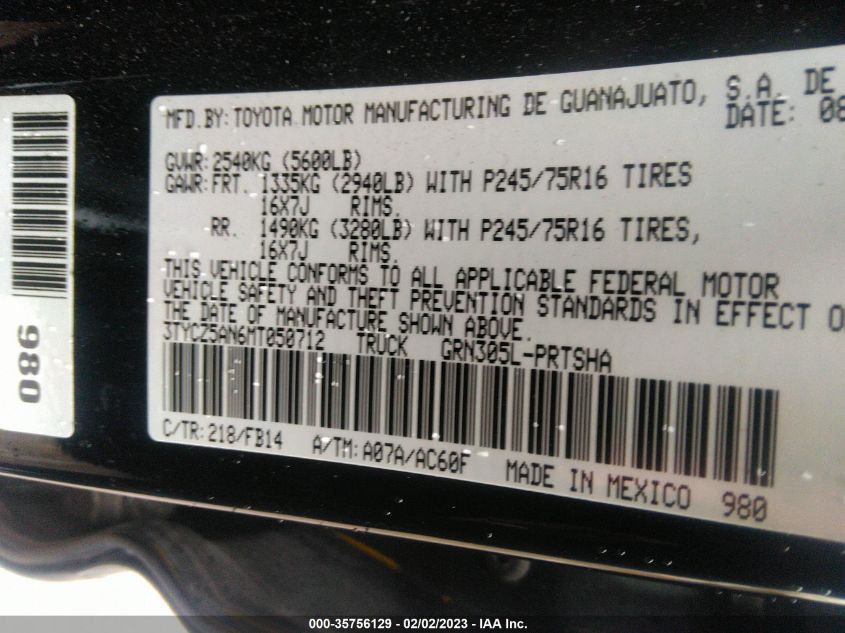 MFD.BY: TOYOTA MOTOR MANUFACTURING DE GUANAJUATO, S.A. DE
DATE: 08
GVWR: 2540KG (5600LB)
GAWR: FRT. 1335KG (2940LB) WITH P245/75R16 TIRES
16X7J RIMS.
RR. 1490KG (3280LB) WITH P245/75R16 TIRES,
16X7J RIMS.
THIS VEHICLE CONFORMS TO ALL APPLICABLE FEDERAL MOTOR
VEHICLE SAFETY AND THEFT PREVENTION STANDARDS IN EFFECT O
THE DATE OF MANUFACTURE SHOWN ABOVE.
3TYCZ5AN6MT050712 TRUCK GRN305L-PRTSHA
C/TR: 218/FB14 A/TM: A07A/AC60F MADE IN MEXICO 980
980
000-35756129 - 02/02/2023 - IAA Inc.